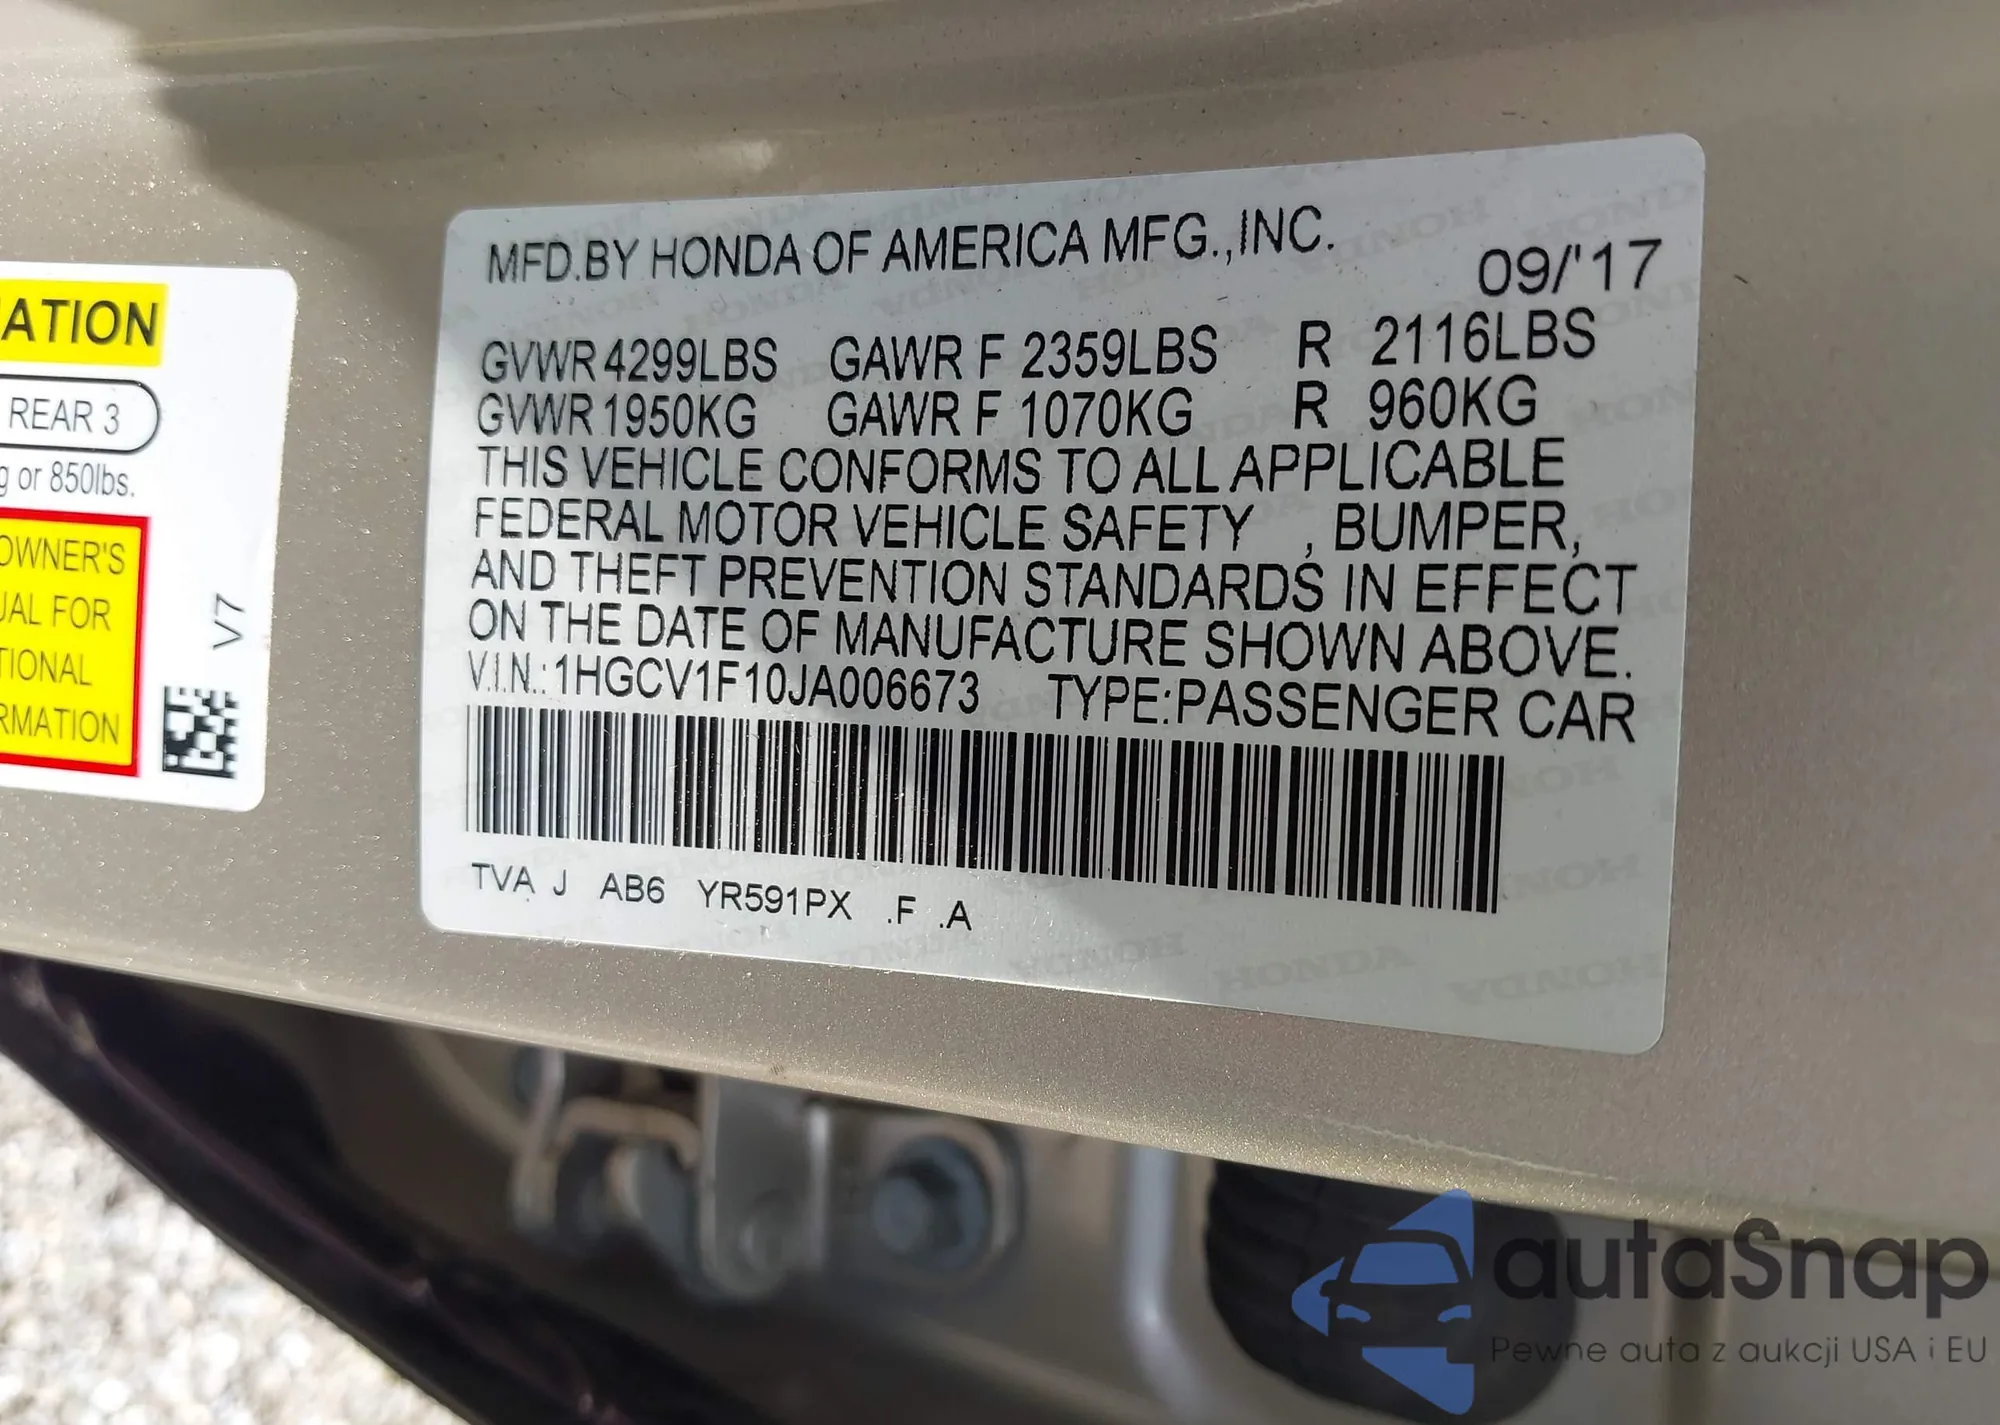 ATION
REAR 3
g or 850lbs.
OWNER'S
UAL FOR
TIONAL
RMATION
V7
MFD.BY HONDA OF AMERICA MFG.,INC.
09/'17
GVWR 4299LBS GAWR F 2359LBS R 2116LBS
GVWR 1950KG GAWR F 1070KG R 960KG
THIS VEHICLE CONFORMS TO ALL APPLICABLE
FEDERAL MOTOR VEHICLE SAFETY , BUMPER,
AND THEFT PREVENTION STANDARDS IN EFFECT
ON THE DATE OF MANUFACTURE SHOWN ABOVE.
V.I.N.: 1HGCV1F10JA006673 TYPE:PASSENGER CAR
TVA J AB6 YR591PX .F .A
autoSnap
Pewne auta z aukcji USA i EU